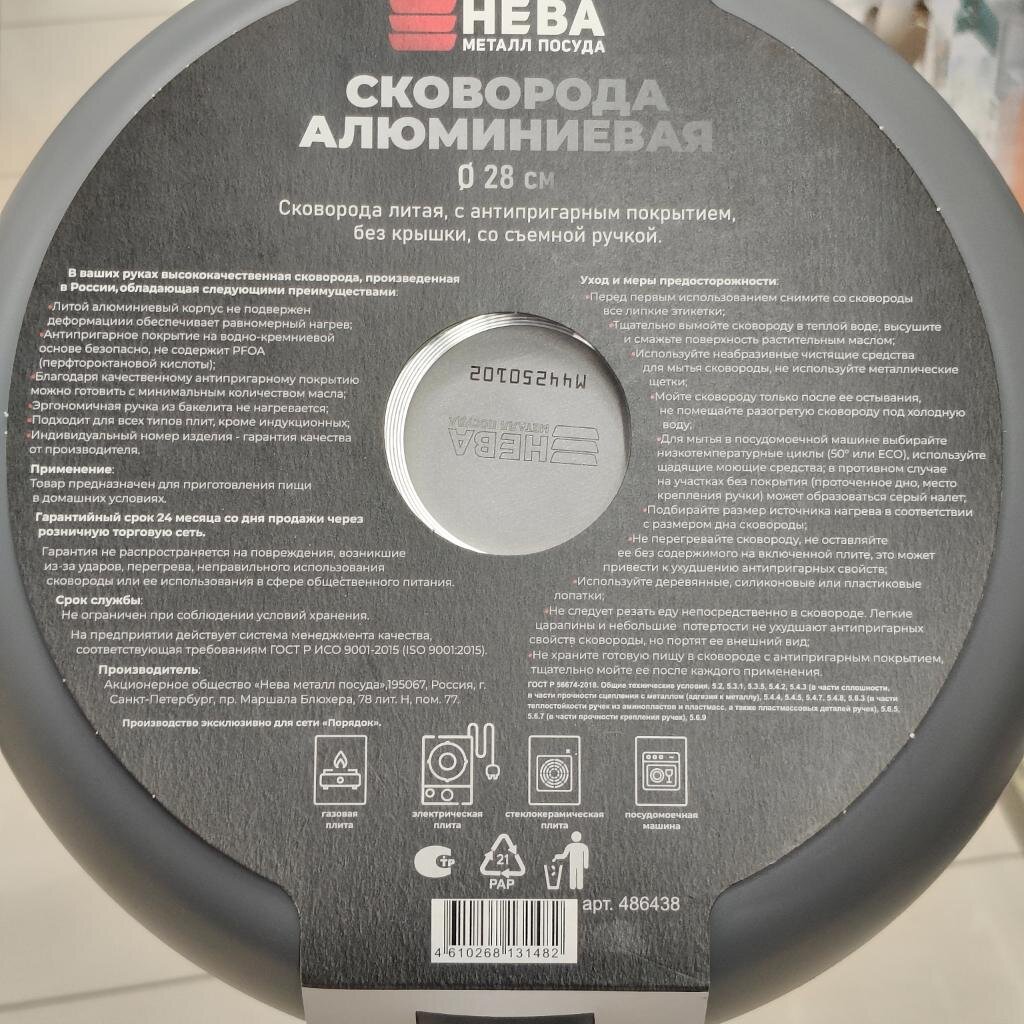 НЕВА
МЕТАЛЛ ПОСУДА
СКОВОРОДА
АЛЮМИНИЕВАЯ
Ø 28 см
Сковорода литая, с антипригарным покрытием,
без крышки, со съемной ручкой.
В ваших руках высококачественная сковорода, произведенная
в России, обладающая следующими преимуществами:
•Литой алюминиевый корпус не подвержен
деформациии обеспечивает равномерный нагрев;
•Антипригарное покрытие на водно-кремниевой
основе безопасно, не содержит PFOA
(перфтороктановой кислоты);
•Благодаря качественному антипригарному покрытию
можно готовить с минимальным количеством масла;
•Эргономичная ручка из бакелита не нагревается;
•Подходит для всех типов плит, кроме индукционных;
•Индивидуальный номер изделия - гарантия качества
от производителя.
Применение:
Товар предназначен для приготовления пищи
в домашних условиях.
Гарантийный срок 24 месяца со дня продажи через
розничную торговую сеть.
Гарантия не распространяется на повреждения, возникшие
из-за ударов, перегрева, неправильного использования
сковороды или ее использования в сфере общественного питания.
Срок службы:
Не ограничен при соблюдении условий хранения.
На предприятии действует система менеджмента качества,
соответствующая требованиям ГОСТ Р ИСО 9001-2015 (ISO 9001:2015).
Производитель:
Акционерное общество «Нева металл посуда»,195067, Россия, г.
Санкт-Петербург, пр. Маршала Блюхера, 78 лит. Н, пом. 77.
Производство эксклюзивно для сети «Порядок».
M44250102
НЕВА
МЕТАЛЛ ПОСУДА
Уход и меры предосторожности:
•Перед первым использованием снимите со сковороды
все липкие этикетки;
•Тщательно вымойте сковороду в теплой воде, высушите
и смажьте поверхность растительным маслом;
•Используйте неабразивные чистящие средства
для мытья сковороды, не используйте металлические
щетки;
•Мойте сковороду только после ее остывания,
не помещайте разогретую сковороду под холодную
воду;
•Для мытья в посудомоечной машине выбирайте
низкотемпературные циклы (50° или ECO), используйте
щадящие моющие средства; в противном случае
на участках без покрытия (проточенное дно, место
крепления ручки) может образоваться серый налет;
•Подбирайте размер источника нагрева в соответствии
с размером дна сковороды;
•Не перегревайте сковороду, не оставляйте
ее без содержимого на включенной плите, это может
привести к ухудшению антипригарных свойств;
•Используйте деревянные, силиконовые или пластиковые
лопатки;
•Не следует резать еду непосредственно в сковороде. Легкие
царапины и небольшие потертости не ухудшают антипригарных
свойств сковороды, но портят ее внешний вид;
•Не храните готовую пищу в сковороде с антипригарным покрытием,
тщательно мойте ее после каждого применения.
ГОСТ Р 56674-2018. Общие технические условия, 5.2, 5.3.1, 5.3.5, 5.4.2, 5.4.3 (в части сплошности,
в части прочности сцепления с металлом (адгезия к металлу), 5.4.4, 5.4.5, 5.4.7, 5.4.8, 5.6.3 (в части
теплостойкости ручек из аминопластов и пластмасс, а также пластмассовых деталей ручек), 5.6.5,
5.6.7 (в части прочности крепления ручек), 5.6.9
газовая
плита
электрическая
плита
стеклокерамическая
плита
посудомоечная
машина
СТР
21
PAP
арт. 486438
4 610268 131482